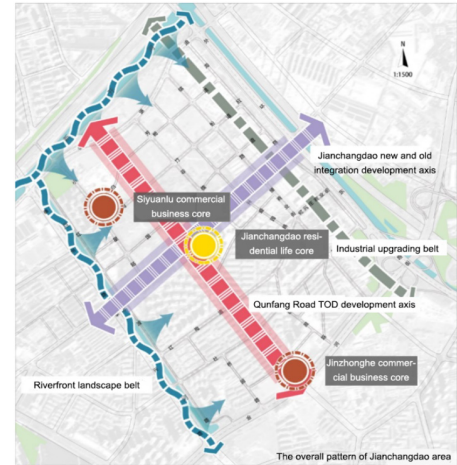 N
1:1500
Jianchangdao new and old
integration development axis
Siyuanlu commercial
business core
Jianchangdao resi-
dential life core
Industrial upgrading belt
Qunfang Road TOD development axis
Jinzhonghe commer-
cial business core
Riverfront landscape belt
The overall pattern of Jianchangdao area